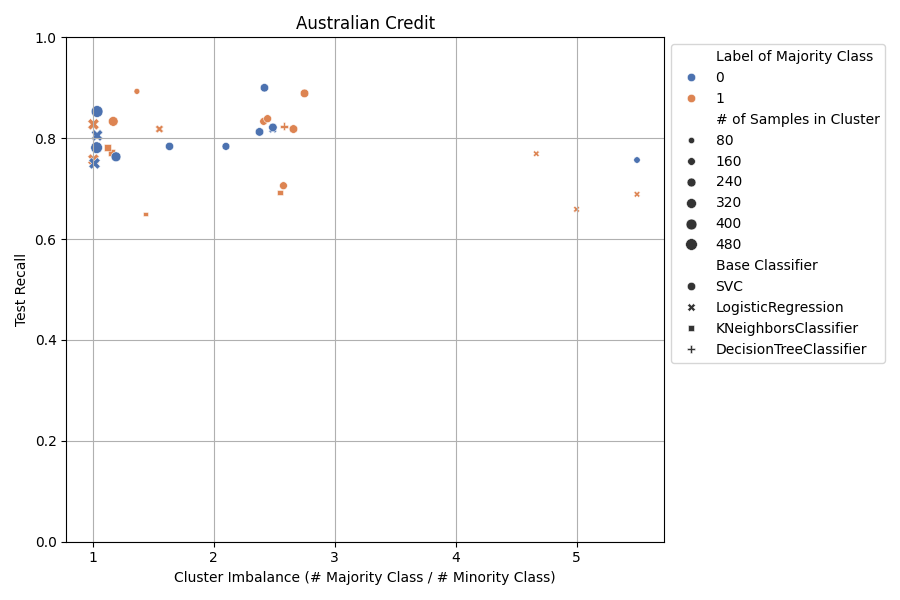 Australian Credit
1.0
0.8
0.6
0.4
0.2
0.0
Test Recall
1
2
3
4
5
Cluster Imbalance (# Majority Class / # Minority Class)
Label of Majority Class
0
1
# of Samples in Cluster
80
160
240
320
400
480
Base Classifier
SVC
LogisticRegression
KNeighborsClassifier
DecisionTreeClassifier